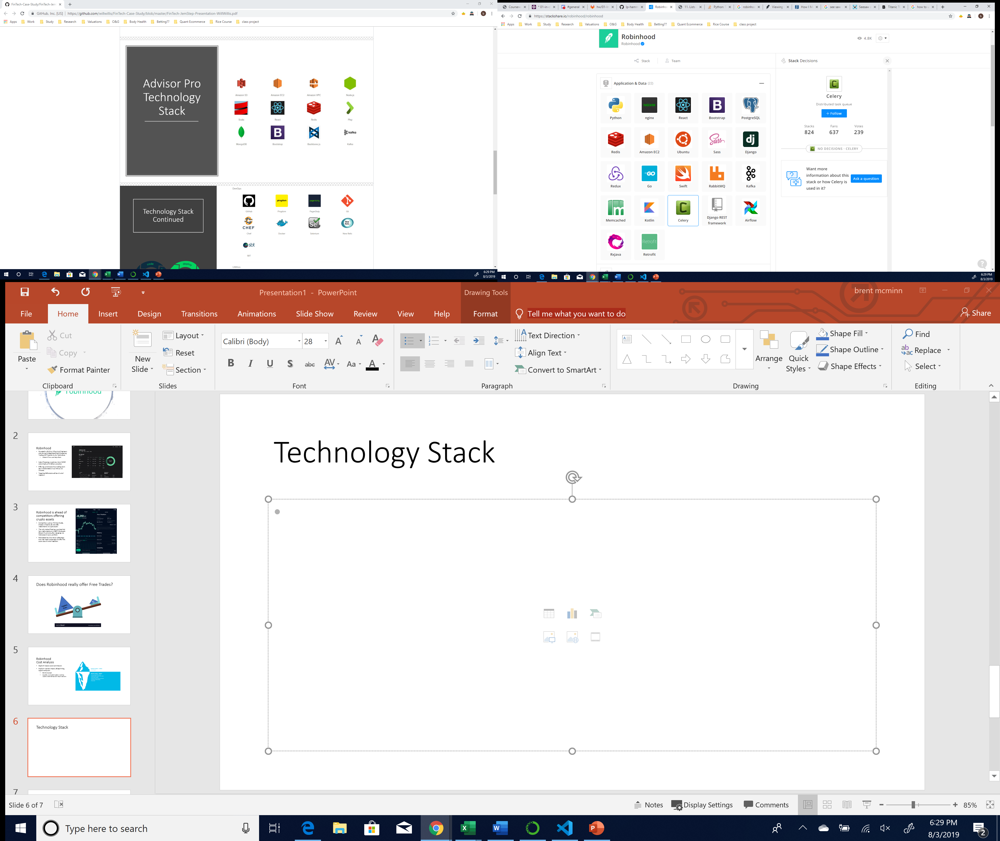 FinTech-Case-Study/FinTech-Jem
GitHub, Inc. [US] | https://github.com/willwillis/FinTech-Case-Study/blob/master/FinTech-JemStep-Presentation-WillWillis.pdf
Apps Work Study Research Valuations O&G Body Health Betting?? Quant Ecommerce Rice Course class project
Advisor Pro
Technology
Stack
Amazon S3 Amazon EC2 Amazon VPC Node.js
Scala React Redis Play
MongoDB Bootstrap Backbone.js Kafka
kafka
Technology Stack
Continued
DevOps
pingdom pagerduty
GitHub Pingdom PagerDuty Git
CHEF Se New Relic
Chef Docker Selenium New Relic
sbt
SBT
Utilities
code deploy
6:29 PM
8/3/2019
Coursew * 01-in-c #general hw/01-In lp-hamm Robinhoo 11. Lists Python: robinhoo Viewing How I Ma see saw Seesaw Titanic Ti how to u
https://stackshare.io/robinhood/robinhood
Apps Work Study Research Valuations O&G Body Health Betting?? Quant Ecommerce Rice Course class project
Robinhood
Robinhood
4.8K
Stack Team
Stack Decisions
Application & Data (22)
NGINX B
Python nginx React Bootstrap PostgreSQL
Sass dj
Redis Amazon EC2 Ubuntu Sass Django
GO
Redux Go Swift RabbitMQ Kafka
Memcached Kotlin Celery Django REST framework Airflow
Retrofit
RxJava Retrofit
Celery
Distributed task queue
+ Follow
Stacks Fans Votes
824 637 239
NO DECISIONS · CELERY
Want more
information about this
stack or how Celery is
used in it?
Ask a question
6:29 PM
8/3/2019
Presentation1 - PowerPoint
Drawing Tools
brent mcminn
File Home Insert Design Transitions Animations Slide Show Review View Help Format Tell me what you want to do Share
Paste
Cut
Copy
Format Painter
Clipboard
New
Slide
Layout
Reset
Section
Slides
Calibri (Body) 28
B I U S abc AV Aa A
Font
Text Direction
Align Text
Convert to SmartArt
Paragraph
Arrange
Quick
Styles
Shape Fill
Shape Outline
Shape Effects
Drawing
Find
Replace
Select
Editing
robinhood
2
Robinhood
3
Robinhood is ahead of
competitors offering
crypto assets
4
Does Robinhood really offer Free Trades?
5
Robinhood
Cost Analysis
6
Technology Stack
7
Technology Stack
Slide 6 of 7
Notes Display Settings Comments 85%
Type here to search
6:29 PM
8/3/2019
2